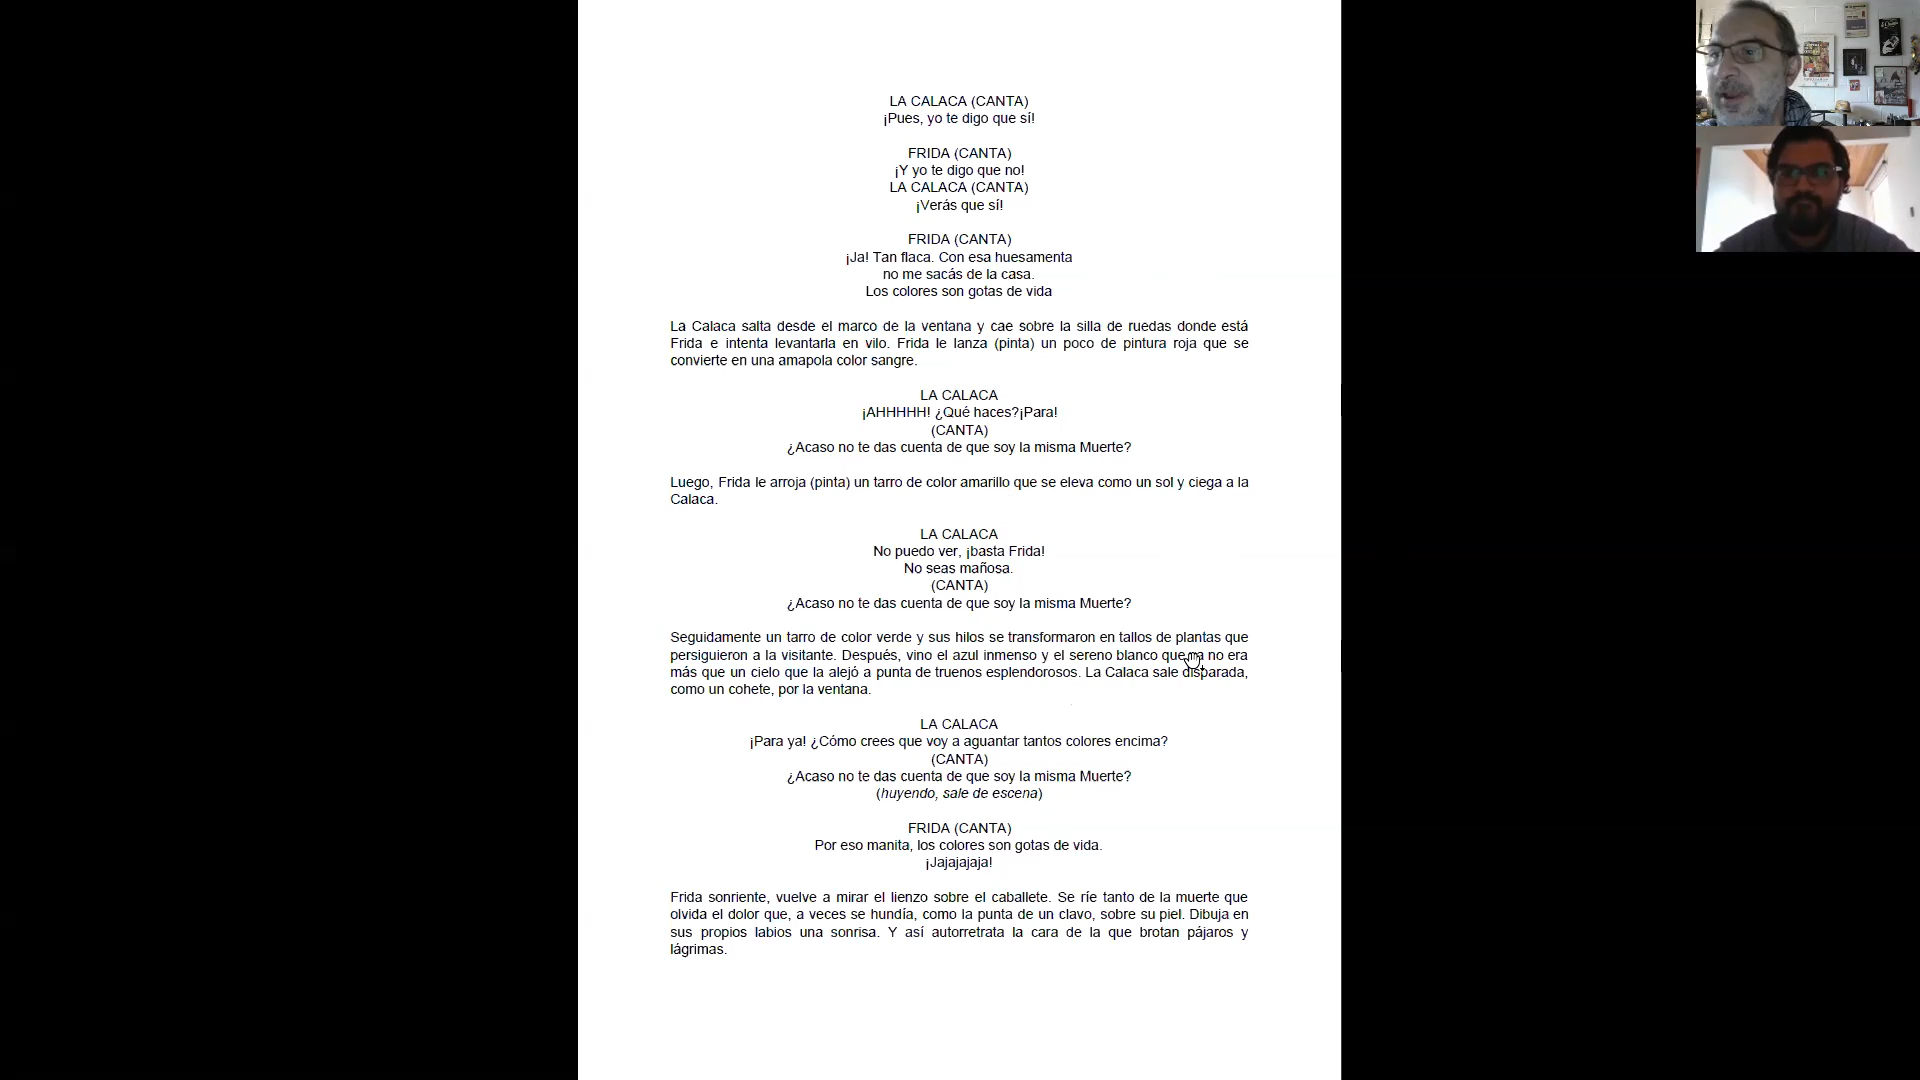 LA CALACA (CANTA)
¡Pues, yo te digo que sí!
FRIDA (CANTA)
¡Y yo te digo que no!
LA CALACA (CANTA)
¡Verás que sí!
FRIDA (CANTA)
¡Ja! Tan flaca. Con esa huesamenta
no me sacás de la casa.
Los colores son gotas de vida
La Calaca salta desde el marco de la ventana y cae sobre la silla de ruedas donde está
Frida e intenta levantarla en vilo. Frida le lanza (pinta) un poco de pintura roja que se
convierte en una amapola color sangre.
LA CALACA
¡AHHHHH! ¿Qué haces?¡Para!
(CANTA)
¿Acaso no te das cuenta de que soy la misma Muerte?
Luego, Frida le arroja (pinta) un tarro de color amarillo que se eleva como un sol y ciega a la
Calaca.
LA CALACA
No puedo ver, ¡basta Frida!
No seas mañosa.
(CANTA)
¿Acaso no te das cuenta de que soy la misma Muerte?
Seguidamente un tarro de color verde y sus hilos se transformaron en tallos de plantas que
persiguieron a la visitante. Después, vino el azul inmenso y el sereno blanco que no era
más que un cielo que la alejó a punta de truenos esplendorosos. La Calaca sale disparada,
como un cohete, por la ventana.
LA CALACA
¡Para ya! ¿Cómo crees que voy a aguantar tantos colores encima?
(CANTA)
¿Acaso no te das cuenta de que soy la misma Muerte?
(huyendo, sale de escena)
FRIDA (CANTA)
Por eso manita, los colores son gotas de vida.
¡Jajajajaja!
Frida sonriente, vuelve a mirar el lienzo sobre el caballete. Se ríe tanto de la muerte que
olvida el dolor que, a veces se hundía, como la punta de un clavo, sobre su piel. Dibuja en
sus propios labios una sonrisa. Y así autorretrata la cara de la que brotan pájaros y
lágrimas.